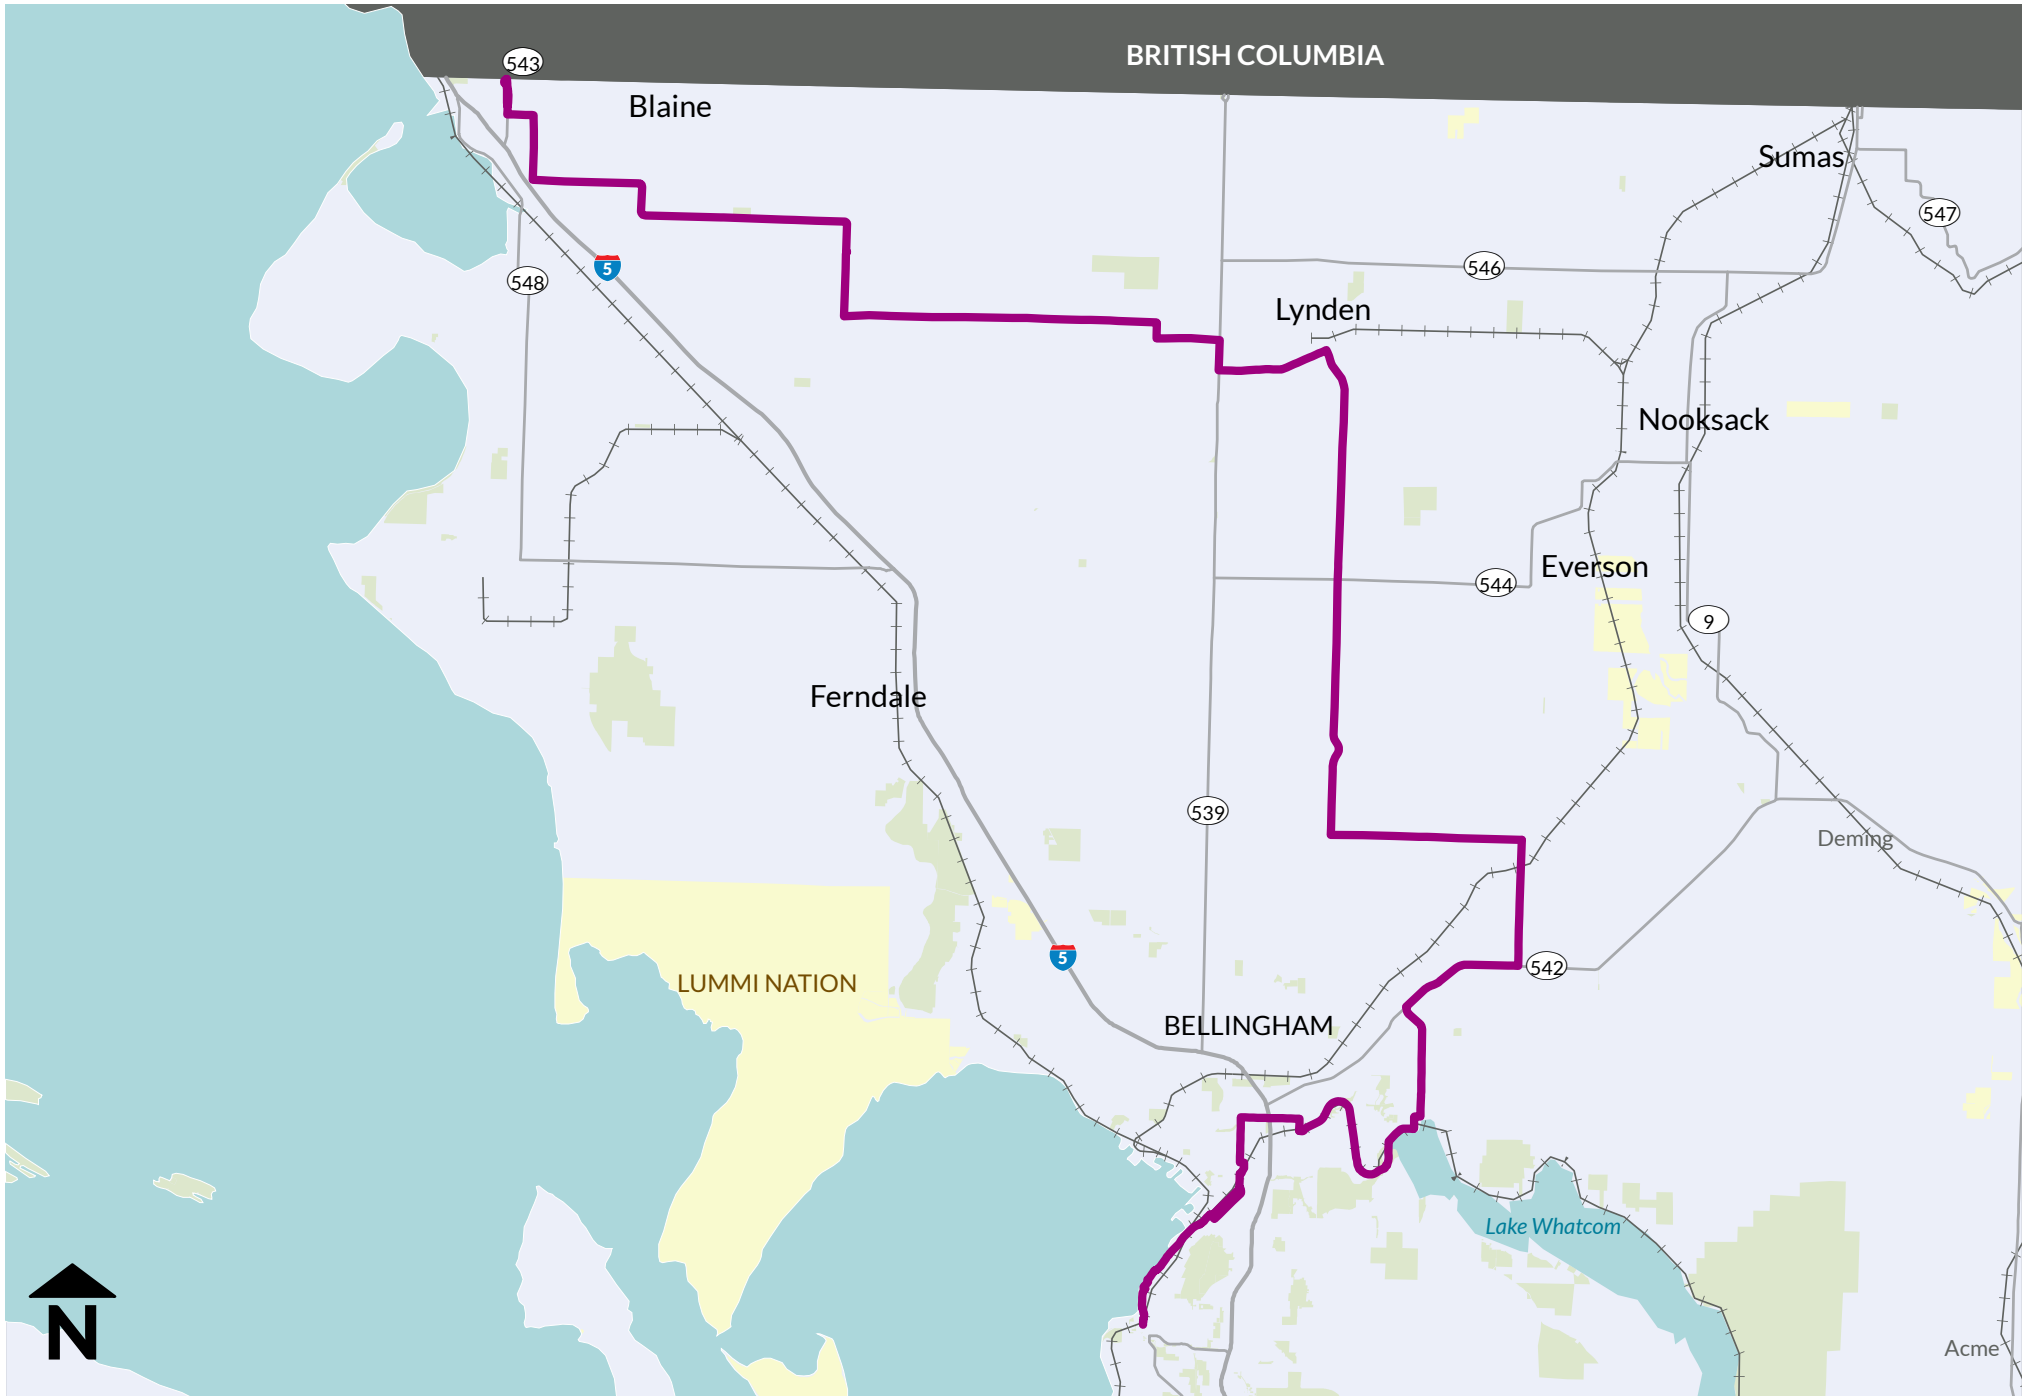 543
BRITISH COLUMBIA
Blaine
Sumas
547
5
546
548
Lynden
Nooksack
Everson
544
9
Ferndale
539
Deming
5
542
LUMMI NATION
BELLINGHAM
Lake Whatcom
N
Acme